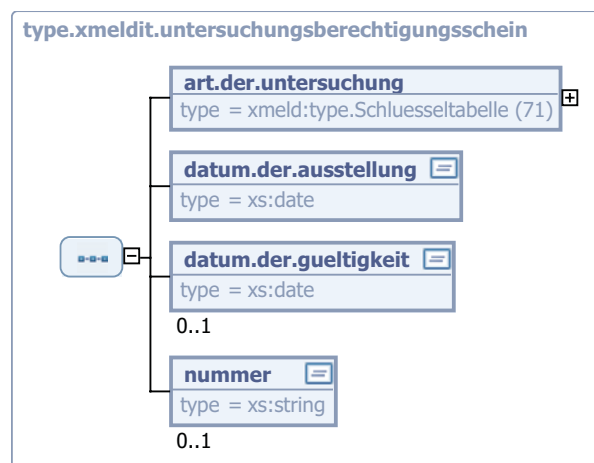 type.xmeldit.untersuchungsberechtigungsschein
art.der.untersuchung
type = xmeld:type.Schluesseltabelle (71)
datum.der.ausstellung
type = xs:date
datum.der.gueltigkeit
type = xs:date
0..1
nummer
type = xs:string
0..1